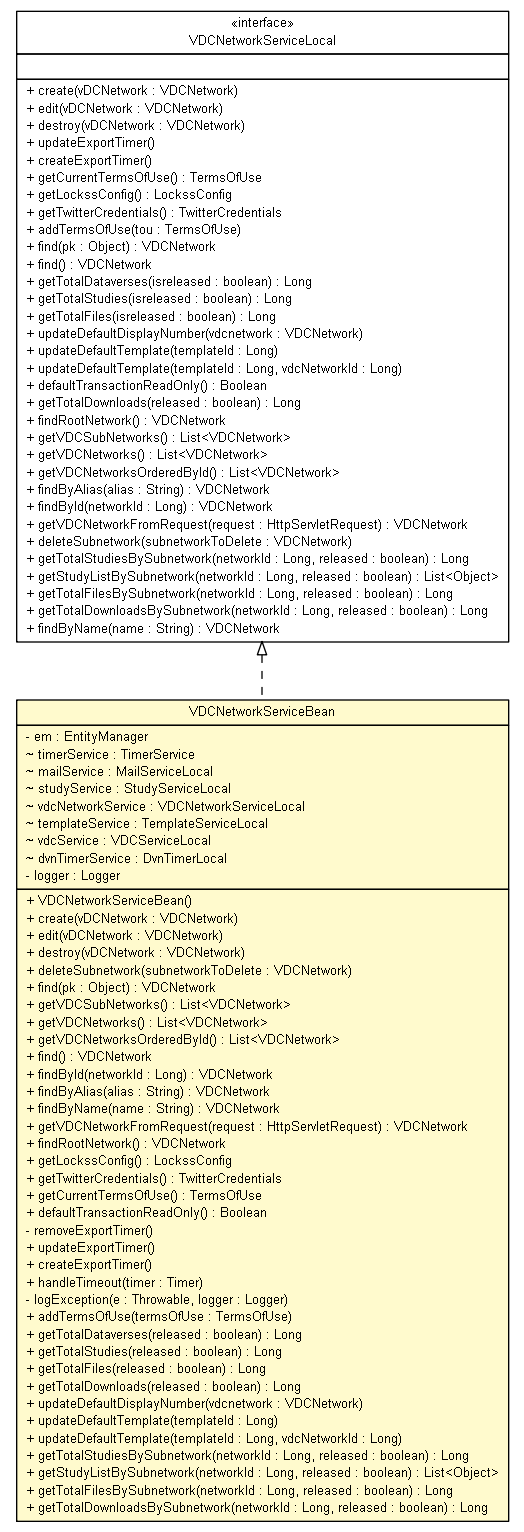 «interface»
VDCNetworkServiceLocal
+ create(vDCNetwork : VDCNetwork)
+ edit(vDCNetwork : VDCNetwork)
+ destroy(vDCNetwork : VDCNetwork)
+ updateExportTimer()
+ createExportTimer()
+ getCurrentTermsOfUse() : TermsOfUse
+ getLockssConfig() : LockssConfig
+ getTwitterCredentials() : TwitterCredentials
+ addTermsOfUse(tou : TermsOfUse)
+ find(pk : Object) : VDCNetwork
+ find() : VDCNetwork
+ getTotalDataverses(isreleased : boolean) : Long
+ getTotalStudies(isreleased : boolean) : Long
+ getTotalFiles(isreleased : boolean) : Long
+ updateDefaultDisplayNumber(vdcnetwork : VDCNetwork)
+ updateDefaultTemplate(templateId : Long)
+ updateDefaultTemplate(templateId : Long, vdcNetworkId : Long)
+ defaultTransactionReadOnly() : Boolean
+ getTotalDownloads(released : boolean) : Long
+ findRootNetwork() : VDCNetwork
+ getVDCSubNetworks() : List<VDCNetwork>
+ getVDCNetworks() : List<VDCNetwork>
+ getVDCNetworksOrderedById() : List<VDCNetwork>
+ findByAlias(alias : String) : VDCNetwork
+ findById(networkId : Long) : VDCNetwork
+ getVDCNetworkFromRequest(request : HttpServletRequest) : VDCNetwork
+ deleteSubnetwork(subnetworkToDelete : VDCNetwork)
+ getTotalStudiesBySubnetwork(networkId : Long, released : boolean) : Long
+ getStudyListBySubnetwork(networkId : Long, released : boolean) : List<Object>
+ getTotalFilesBySubnetwork(networkId : Long, released : boolean) : Long
+ getTotalDownloadsBySubnetwork(networkId : Long, released : boolean) : Long
+ findByName(name : String) : VDCNetwork
VDCNetworkServiceBean
- em : EntityManager
~ timerService : TimerService
~ mailService : MailServiceLocal
~ studyService : StudyServiceLocal
~ vdcNetworkService : VDCNetworkServiceLocal
~ templateService : TemplateServiceLocal
~ vdcService : VDCServiceLocal
~ dvnTimerService : DvnTimerLocal
- logger : Logger
+ VDCNetworkServiceBean()
+ create(vDCNetwork : VDCNetwork)
+ edit(vDCNetwork : VDCNetwork)
+ destroy(vDCNetwork : VDCNetwork)
+ deleteSubnetwork(subnetworkToDelete : VDCNetwork)
+ find(pk : Object) : VDCNetwork
+ getVDCSubNetworks() : List<VDCNetwork>
+ getVDCNetworks() : List<VDCNetwork>
+ getVDCNetworksOrderedById() : List<VDCNetwork>
+ find() : VDCNetwork
+ findById(networkId : Long) : VDCNetwork
+ findByAlias(alias : String) : VDCNetwork
+ findByName(name : String) : VDCNetwork
+ getVDCNetworkFromRequest(request : HttpServletRequest) : VDCNetwork
+ findRootNetwork() : VDCNetwork
+ getLockssConfig() : LockssConfig
+ getTwitterCredentials() : TwitterCredentials
+ getCurrentTermsOfUse() : TermsOfUse
+ defaultTransactionReadOnly() : Boolean
- removeExportTimer()
+ updateExportTimer()
+ createExportTimer()
+ handleTimeout(timer : Timer)
- logException(e : Throwable, logger : Logger)
+ addTermsOfUse(termsOfUse : TermsOfUse)
+ getTotalDataverses(released : boolean) : Long
+ getTotalStudies(released : boolean) : Long
+ getTotalFiles(released : boolean) : Long
+ getTotalDownloads(released : boolean) : Long
+ updateDefaultDisplayNumber(vdcnetwork : VDCNetwork)
+ updateDefaultTemplate(templateId : Long)
+ updateDefaultTemplate(templateId : Long, vdcNetworkId : Long)
+ getTotalStudiesBySubnetwork(networkId : Long, released : boolean) : Long
+ getStudyListBySubnetwork(networkId : Long, released : boolean) : List<Object>
+ getTotalFilesBySubnetwork(networkId : Long, released : boolean) : Long
+ getTotalDownloadsBySubnetwork(networkId : Long, released : boolean) : Long